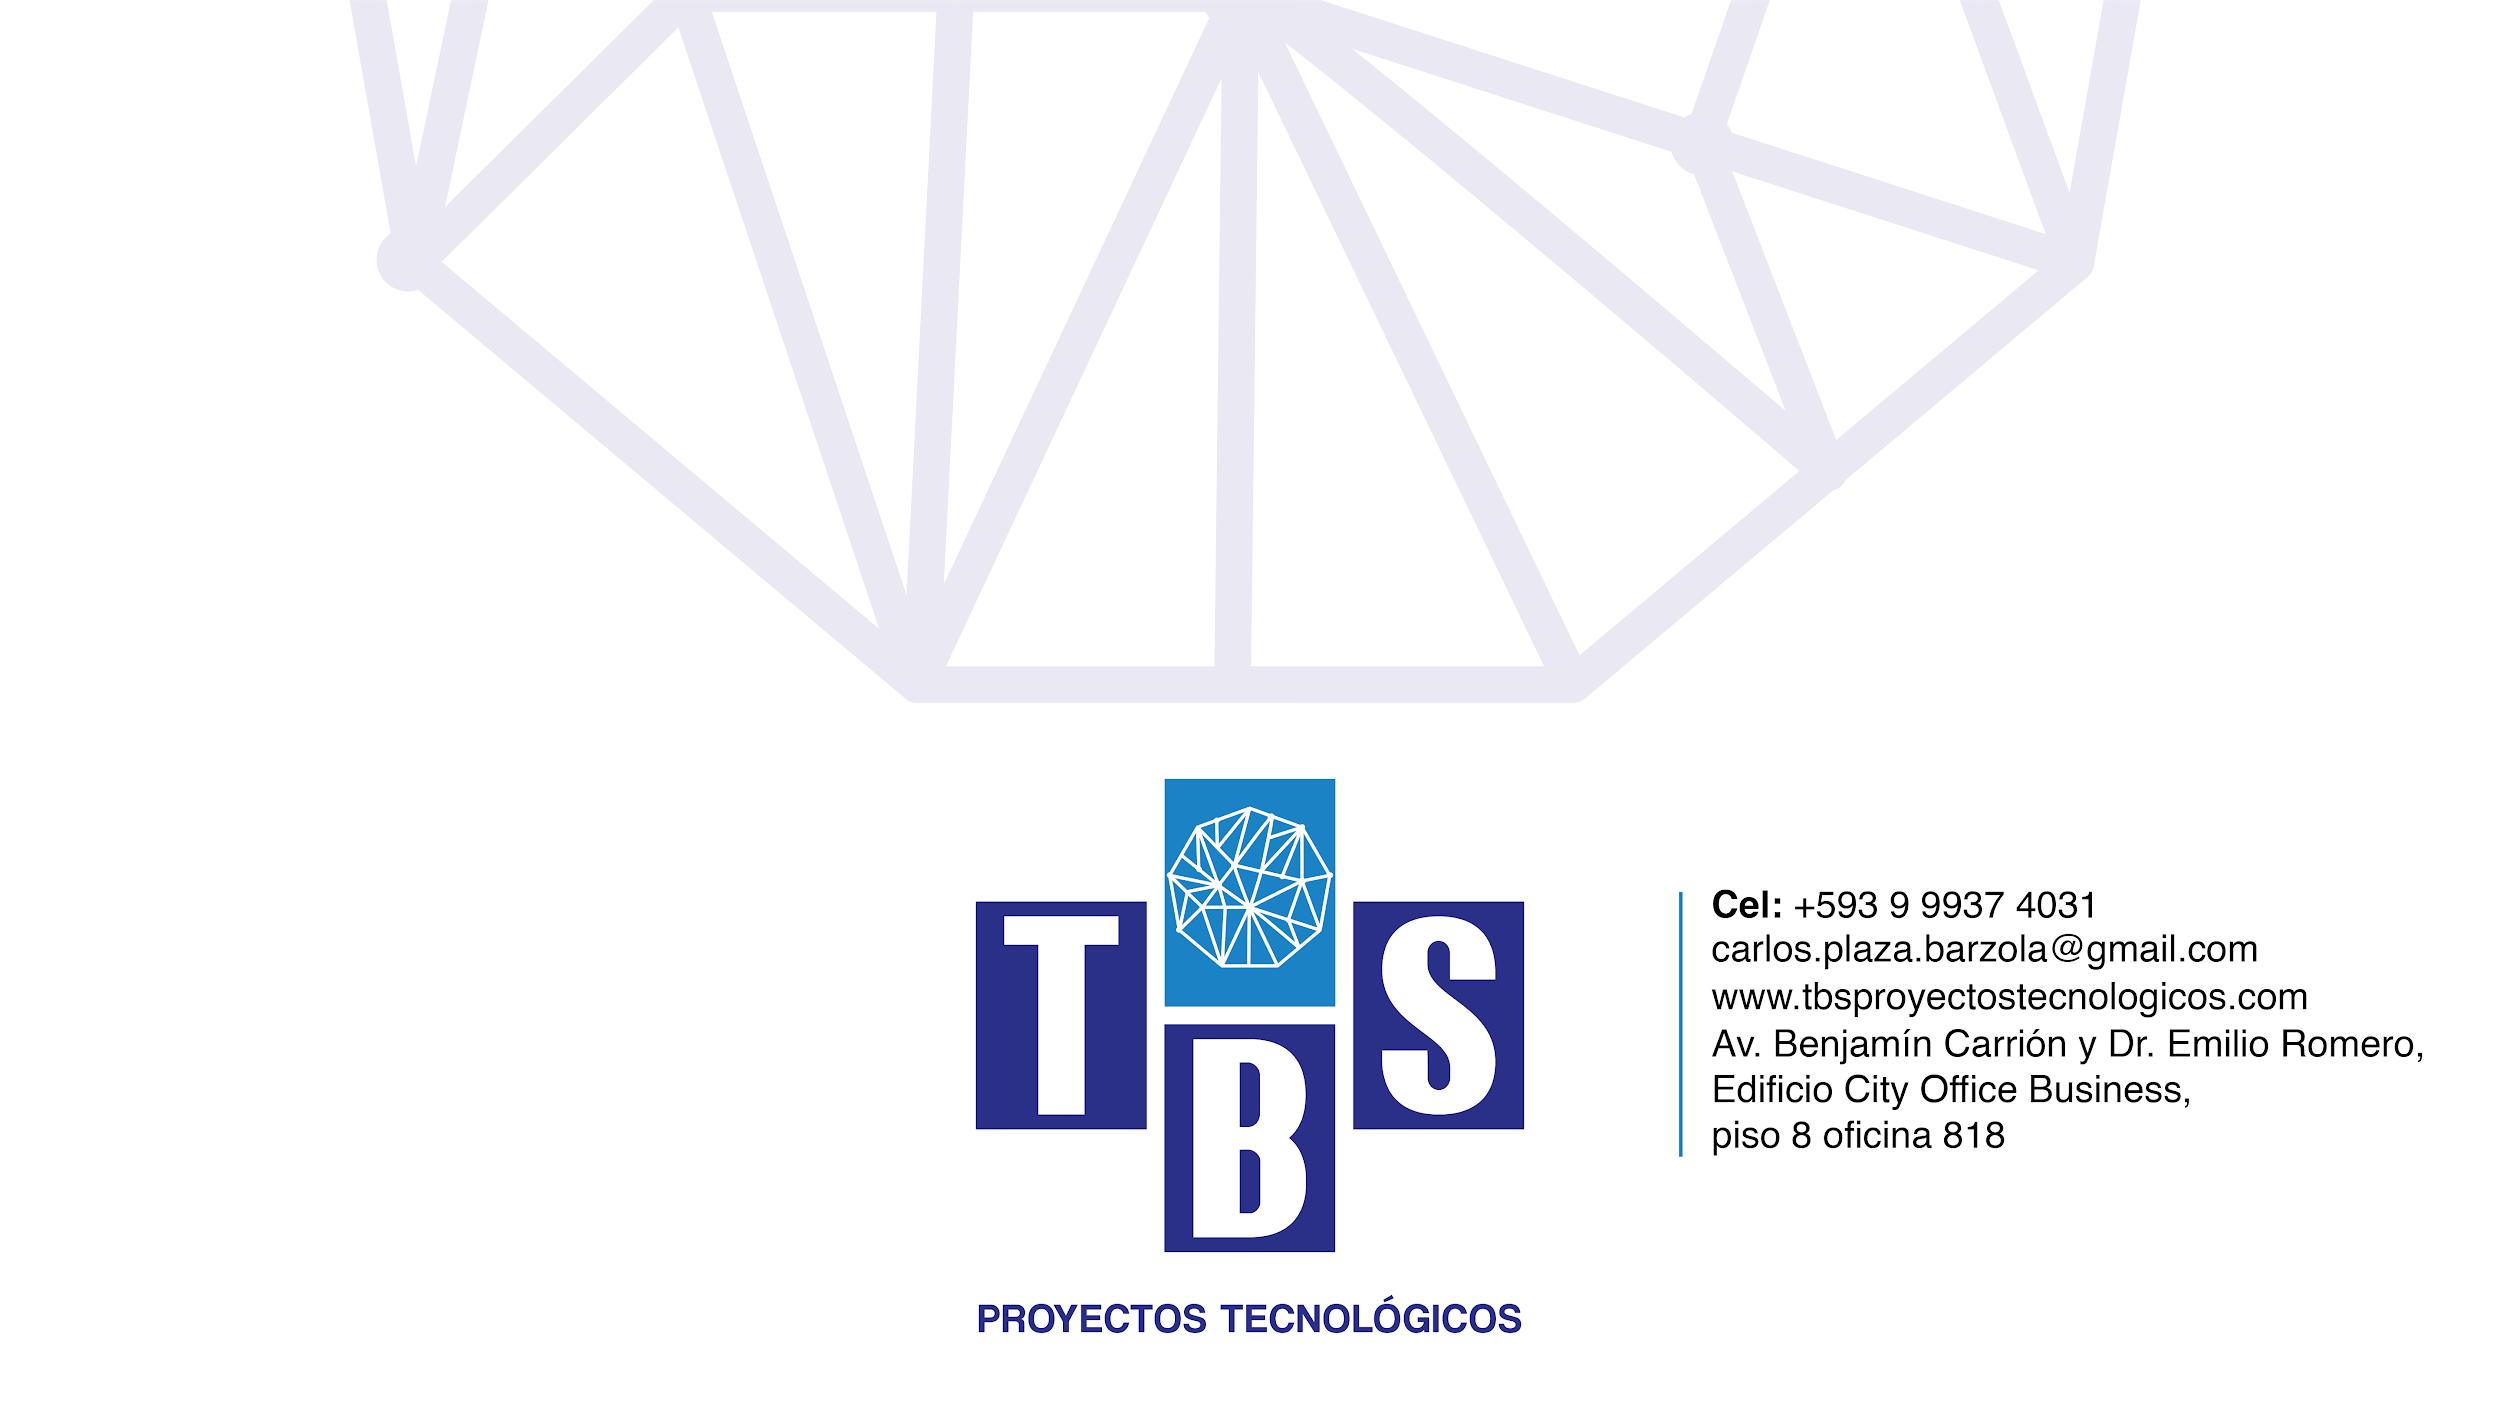 T B S
PROYECTOS TECNOLÓGICOS
Cel: +593 9 9937 4031
carlos.plaza.barzola@gmail.com
www.tbsproyectostecnologicos.com
Av. Benjamín Carrión y Dr. Emilio Romero,
Edificio City Office Business,
piso 8 oficina 818